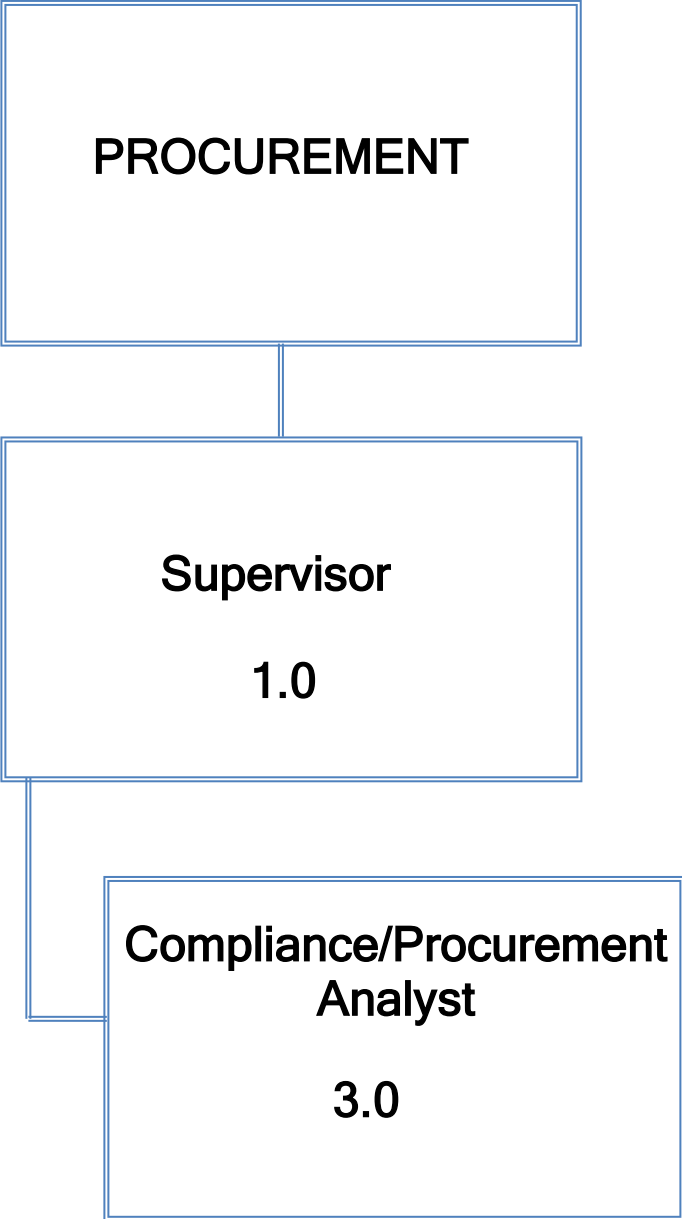 PROCUREMENT
Supervisor
1.0
Compliance/Procurement
Analyst
3.0